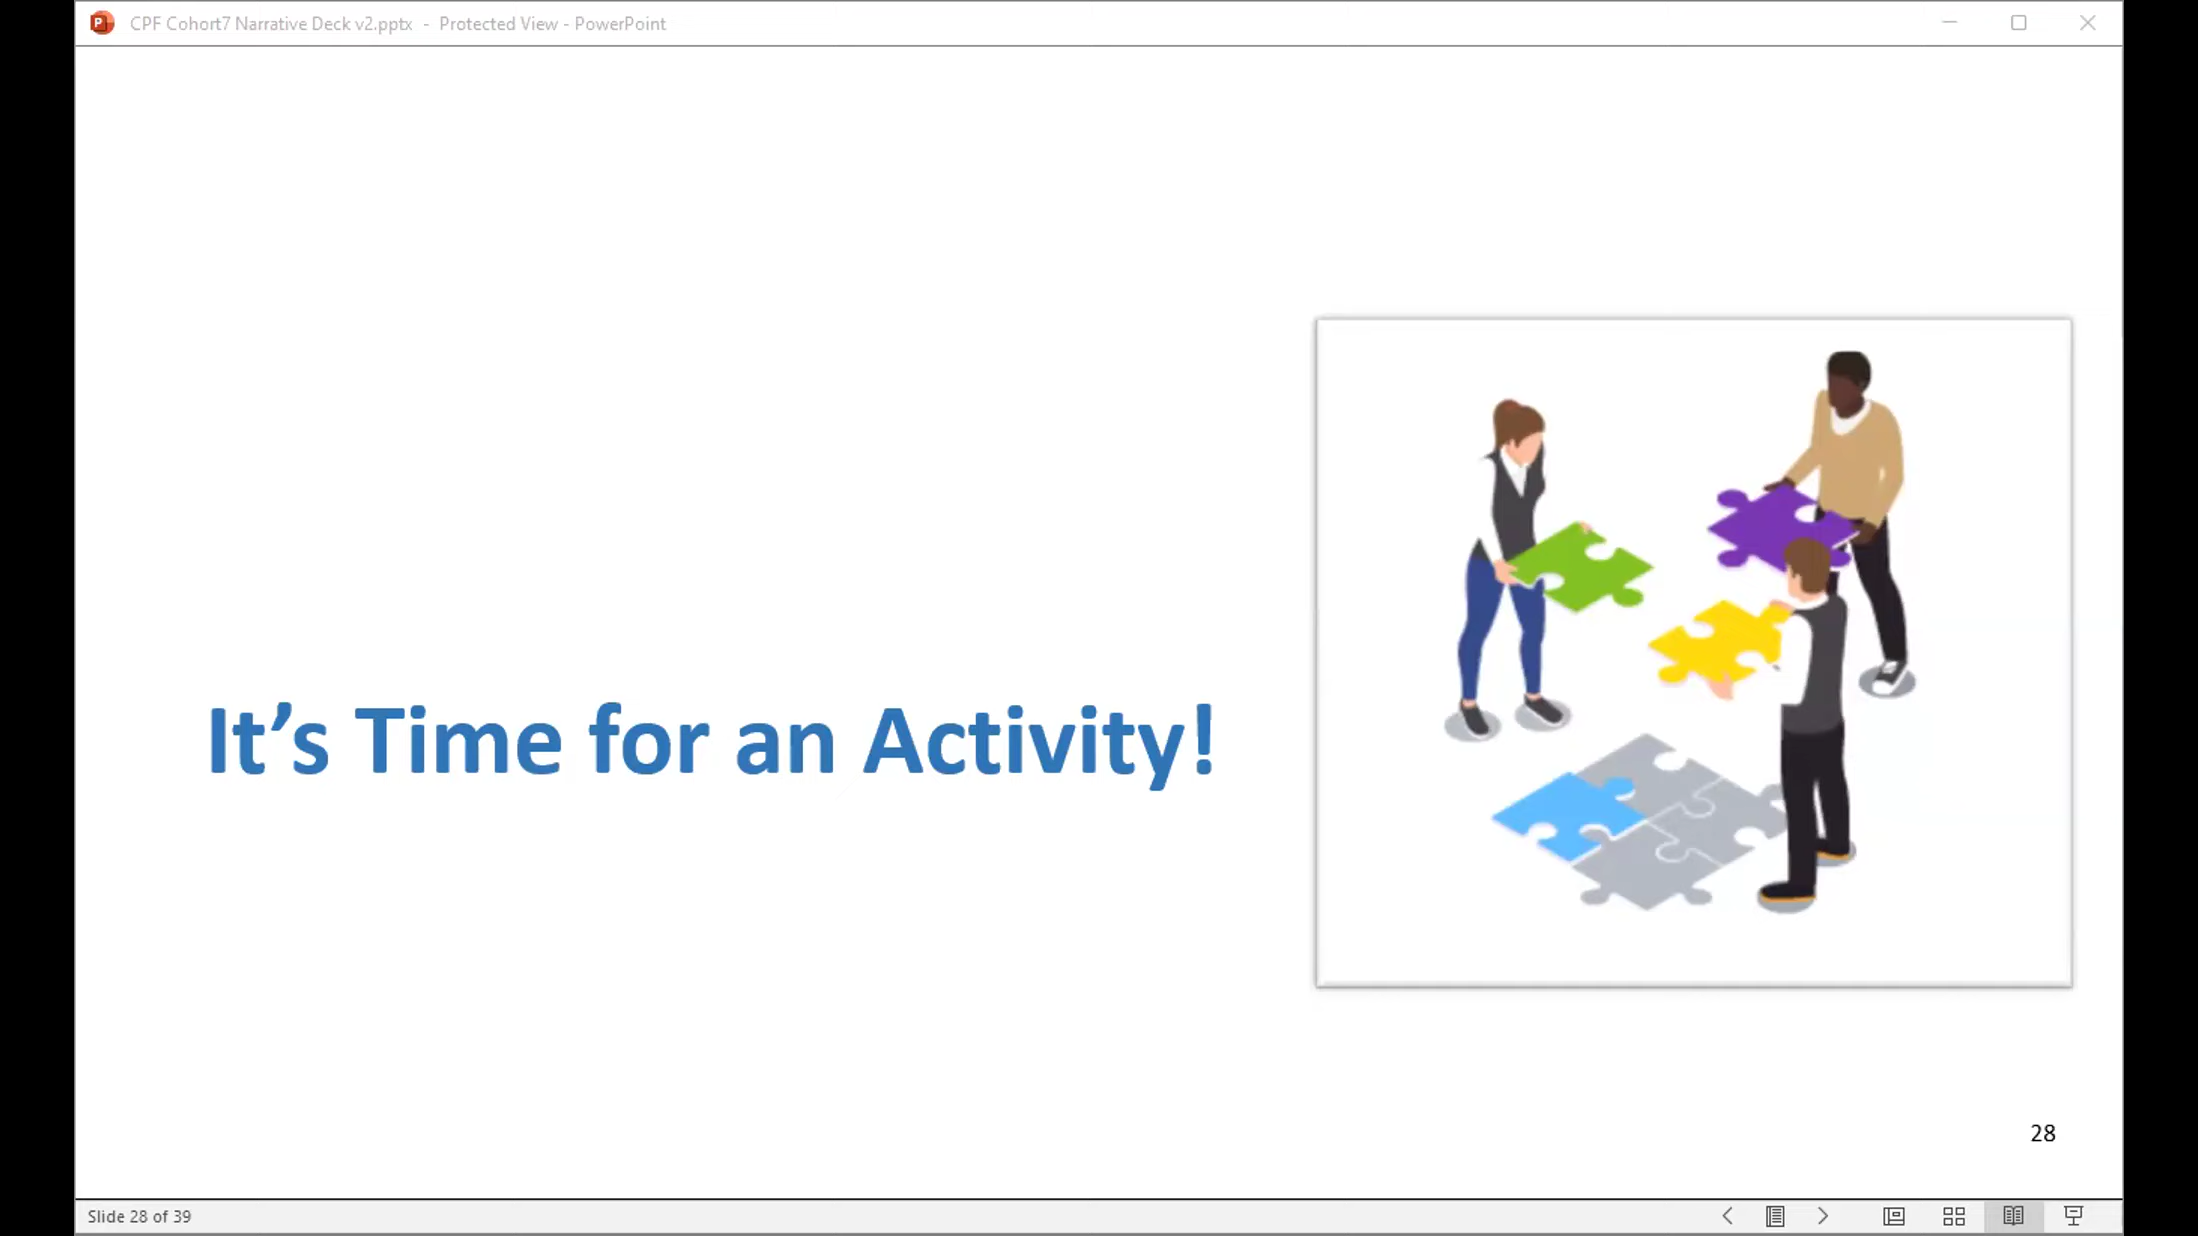 CPF Cohort7 Narrative Deck v2.pptx - Protected View - PowerPoint
It’s Time for an Activity!
28
Slide 28 of 39